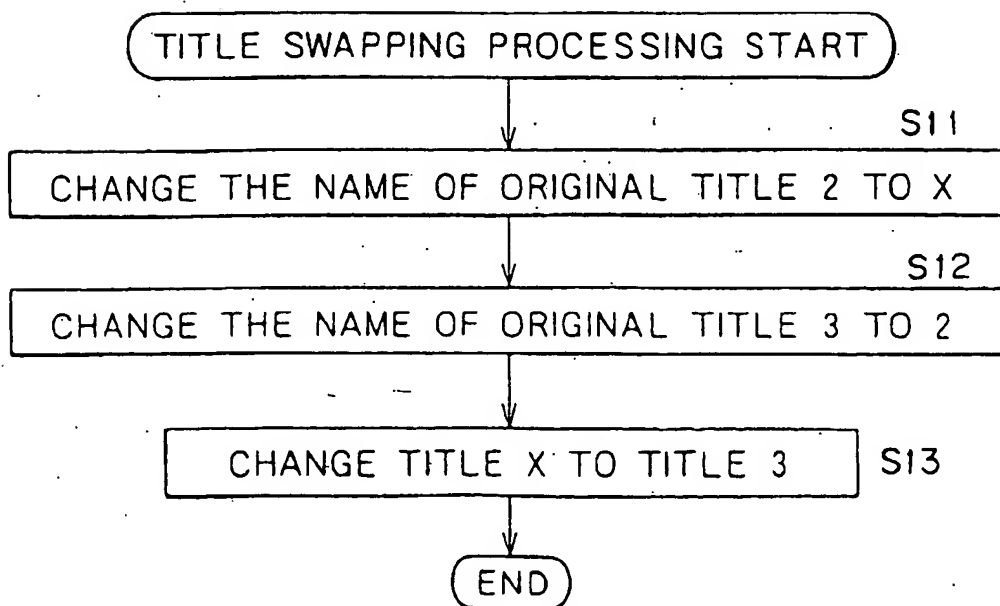 TITLE SWAPPING PROCESSING START
S11
CHANGE THE NAME OF ORIGINAL TITLE 2 TO X
S12
CHANGE THE NAME OF ORIGINAL TITLE 3 TO 2
CHANGE TITLE X TO TITLE 3 S13
END